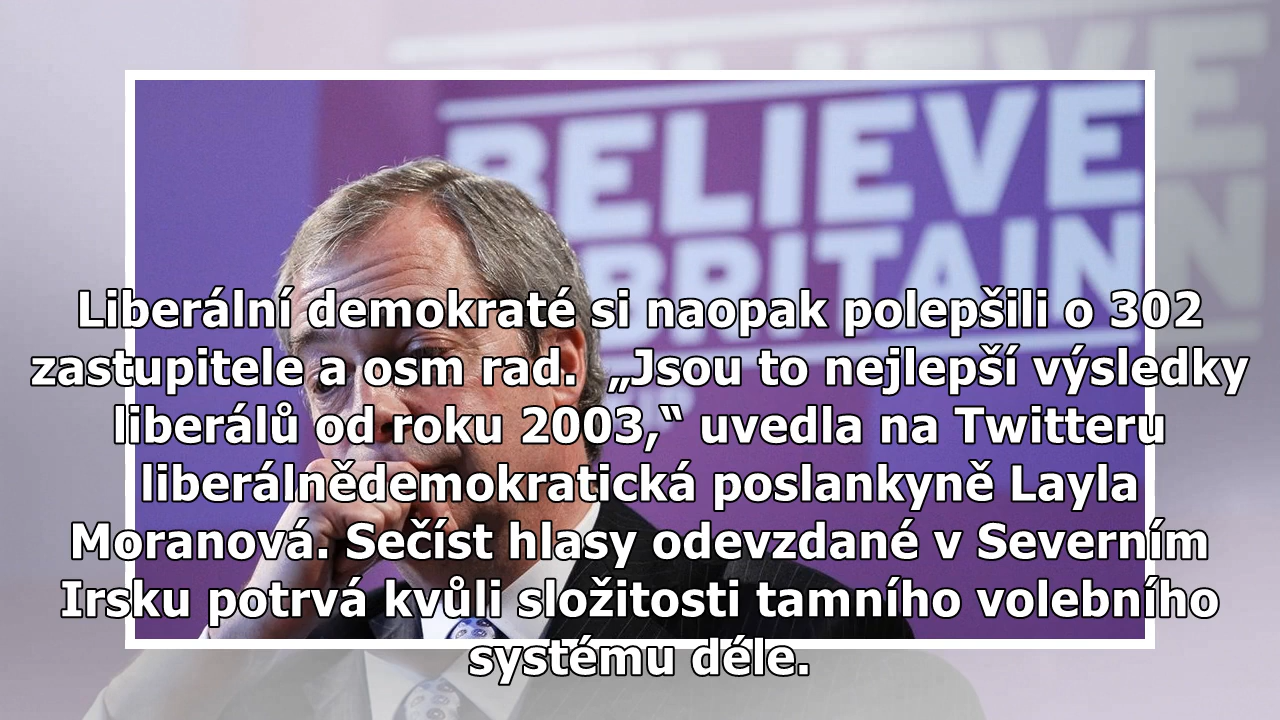 BELIEVE
BRITAIN
Liberální demokraté si naopak polepšili o 302
zastupitele a osm rad. „Jsou to nejlepší výsledky
liberálů od roku 2003,“ uvedla na Twitteru
liberálnědemokratická poslankyně Layla
Moranová. Sečíst hlasy odevzdané v Severním
Irsku potrvá kvůli složitosti tamního volebního
systému déle.